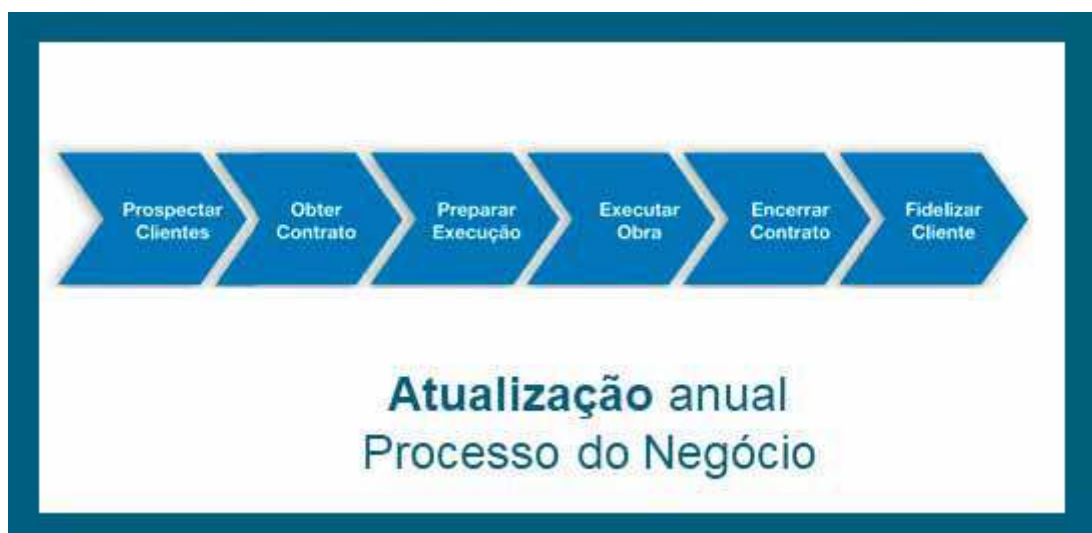 Prospectar
Clientes
Obter
Contrato
Preparar
Execução
Executar
Obra
Encerrar
Contrato
Fidelizar
Cliente
Atualização anual
Processo do Negócio